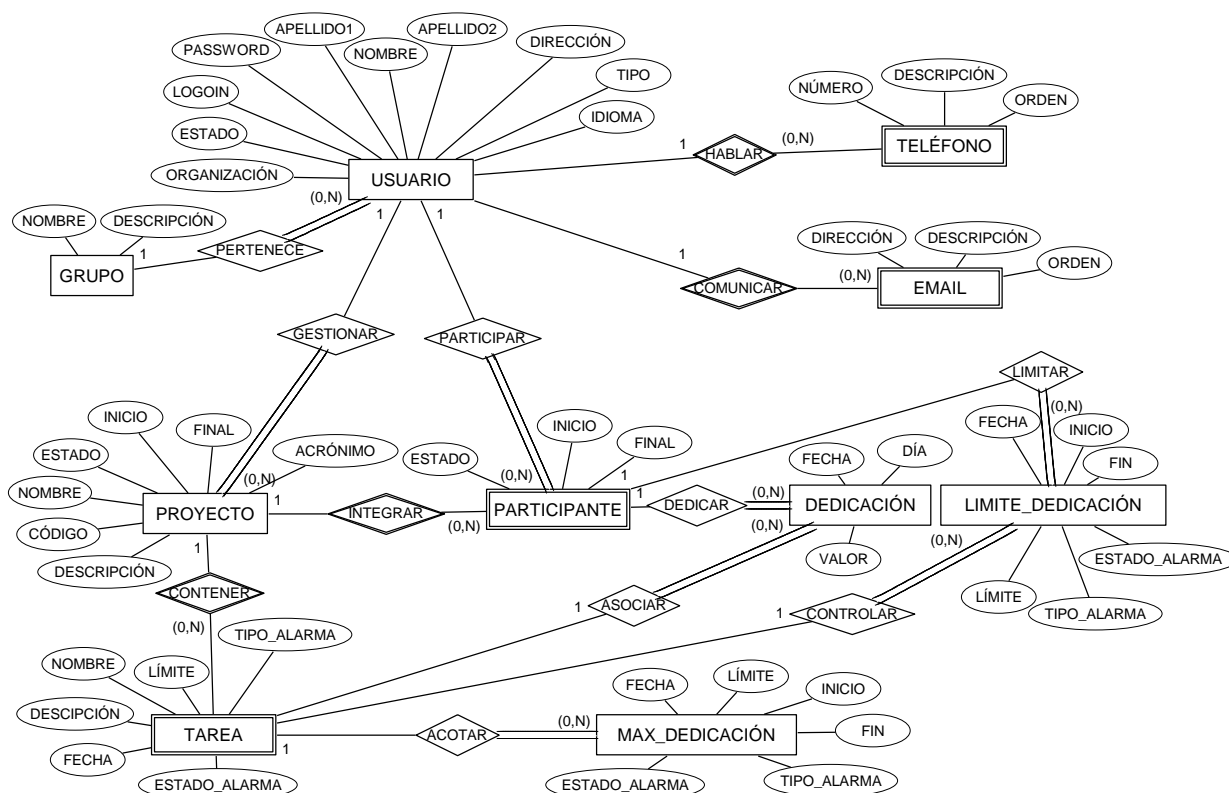 APELLIDO1
APELLIDO2
PASSWORD
NOMBRE
DIRECCIÓN
LOGOIN
TIPO
ESTADO
IDIOMA
ORGANIZACIÓN
USUARIO
NÚMERO
DESCRIPCIÓN
ORDEN
1
HABLAR
(0,N)
TELÉFONO
(0,N)
1
1
NOMBRE
DESCRIPCIÓN
1
PERTENECE
GRUPO
DIRECCIÓN
DESCRIPCIÓN
ORDEN
1
COMUNICAR
(0,N)
EMAIL
GESTIONAR
PARTICIPAR
LIMITAR
INICIO
FINAL
ESTADO
ACRÓNIMO
NOMBRE
(0,N)
1
PROYECTO
CÓDIGO
DESCRIPCIÓN
1
INTEGRAR
(0,N)
ESTADO
INICIO
FINAL
(0,N)
1
PARTICIPANTE
1
DEDICAR
(0,N)
FECHA
DÍA
DEDICACIÓN
(0,N)
VALOR
(0,N)
FECHA
INICIO
FIN
LIMITE_DEDICACIÓN
(0,N)
ESTADO_ALARMA
LÍMITE
TIPO_ALARMA
CONTENER
(0,N)
1
ASOCIAR
1
CONTROLAR
NOMBRE
LÍMITE
TIPO_ALARMA
DESCIPCIÓN
TAREA
FECHA
ESTADO_ALARMA
1
ACOTAR
(0,N)
FECHA
LÍMITE
INICIO
MAX_DEDICACIÓN
FIN
ESTADO_ALARMA
TIPO_ALARMA